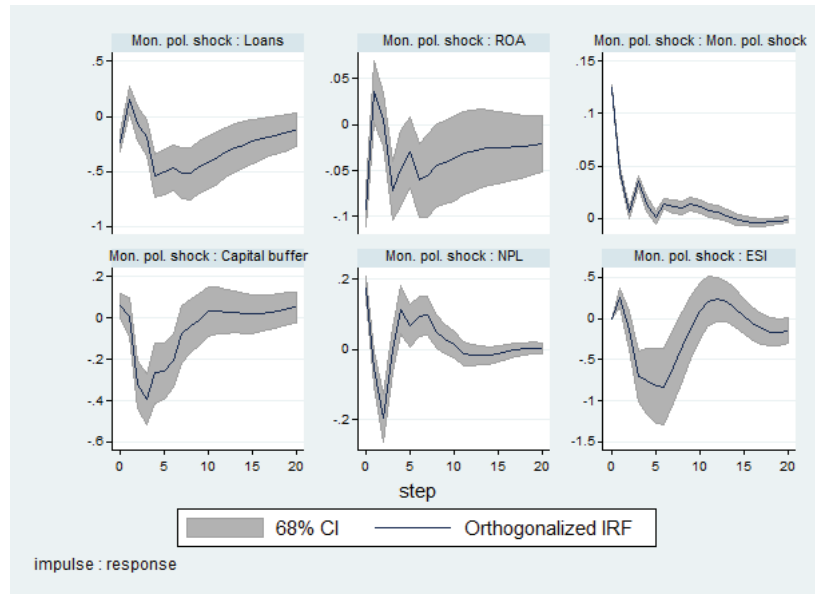 Mon. pol. shock : Loans
Mon. pol. shock : ROA
Mon. pol. shock : Mon. pol. shock
.5
0
-.5
-1
.05
0
-.05
-.1
.15
.1
.05
0
Mon. pol. shock : Capital buffer
Mon. pol. shock : NPL
Mon. pol. shock : ESI
.2
0
-.2
-.4
-.6
.2
0
-.2
.5
0
-.5
-1
-1.5
0 5 10 15 20
0 5 10 15 20
0 5 10 15 20
step
68% CI
Orthogonalized IRF
impulse : response